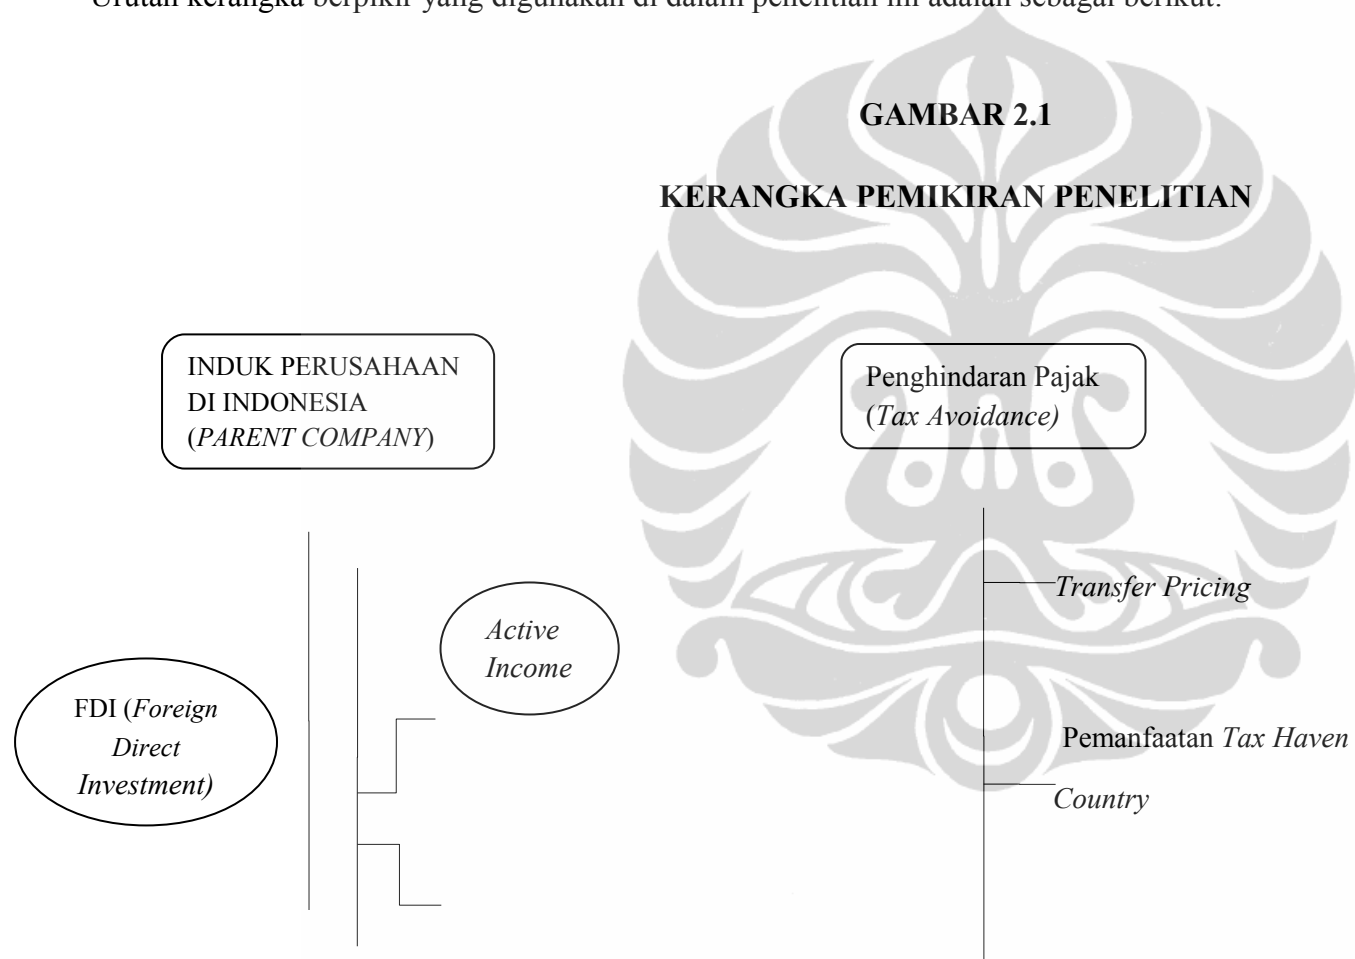 Urutan kerangka berpikir yang digunakan di dalam penelitian ini adalah sebagai berikut:
GAMBAR 2.1
KERANGKA PEMIKIRAN PENELITIAN
INDUK PERUSAHAAN
DI INDONESIA
(PARENT COMPANY)
Penghindaran Pajak
(Tax Avoidance)
Transfer Pricing
Active
Income
FDI (Foreign
Direct
Investment)
Pemanfaatan Tax Haven
Country